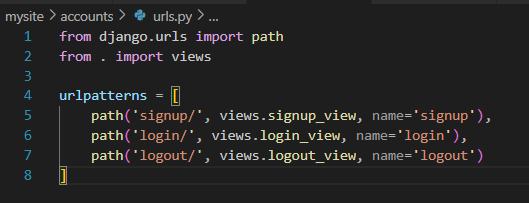 mysite > accounts > urls.py > ...
1 from django.urls import path
2 from . import views
3
4 urlpatterns = [
5     path('signup/', views.signup_view, name='signup'),
6     path('login/', views.login_view, name='login'),
7     path('logout/', views.logout_view, name='logout')
8 ]